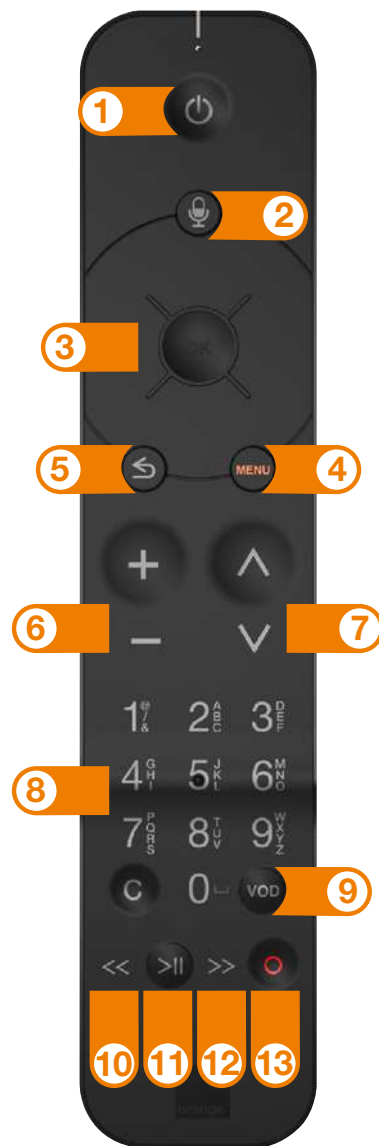 1
2
OK
3
5 MENU 4
+
6 − 7
1 @ / & 2 A B C 3 D E F
4 G H I 5 J K L 6 M N O
8
7 P Q R S 8 T U V 9 W X Y Z
C 0 VOD 9
<< >II >>
10 11 12 13
orange